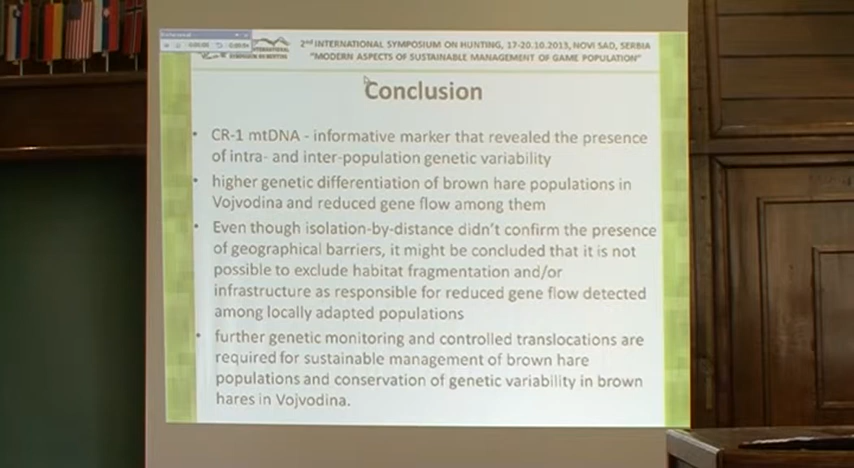 2nd INTERNATIONAL SYMPOSIUM ON HUNTING, 17-20.10.2013, NOVI SAD, SERBIA
"MODERN ASPECTS OF SUSTAINABLE MANAGEMENT OF GAME POPULATION"
Conclusion
• CR-1 mtDNA - informative marker that revealed the presence
of intra- and inter-population genetic variability
• higher genetic differentiation of brown hare populations in
Vojvodina and reduced gene flow among them
• Even though isolation-by-distance didn't confirm the presence
of geographical barriers, it might be concluded that it is not
possible to exclude habitat fragmentation and/or
infrastructure as responsible for reduced gene flow detected
among locally adapted populations
• further genetic monitoring and controlled translocations are
required for sustainable management of brown hare
populations and conservation of genetic variability in brown
hares in Vojvodina.